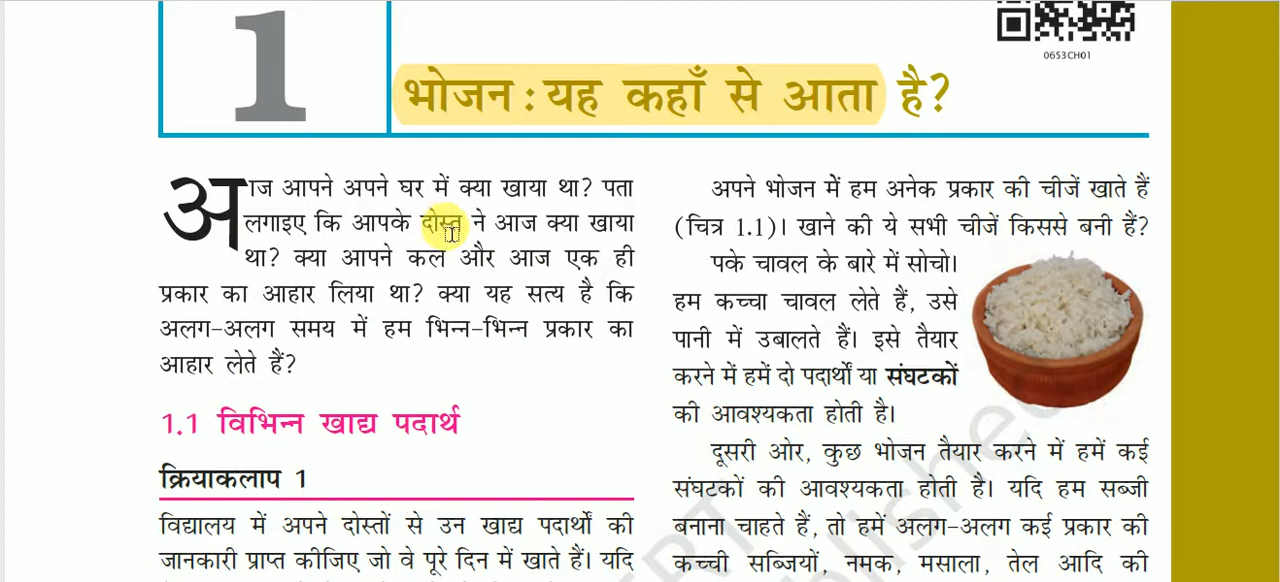 1
0653CH01
भोजन : यह कहाँ से आता है?
आज आपने अपने घर में क्या खाया था? पता
लगाइए कि आपके दोस्त ने आज क्या खाया
था? क्या आपने कल और आज एक ही
प्रकार का आहार लिया था? क्या यह सत्य है कि
अलग-अलग समय में हम भिन्न-भिन्न प्रकार का
आहार लेते हैं?
1.1 विभिन्न खाद्य पदार्थ
क्रियाकलाप 1
विद्यालय में अपने दोस्तों से उन खाद्य पदार्थों की
जानकारी प्राप्त कीजिए जो वे पूरे दिन में खाते हैं। यदि
अपने भोजन में हम अनेक प्रकार की चीजें खाते हैं
(चित्र 1.1)। खाने की ये सभी चीजें किससे बनी हैं?
पके चावल के बारे में सोचो।
हम कच्चा चावल लेते हैं, उसे
पानी में उबालते हैं। इसे तैयार
करने में हमें दो पदार्थों या संघटकों
की आवश्यकता होती है।
दूसरी ओर, कुछ भोजन तैयार करने में हमें कई
संघटकों की आवश्यकता होती है। यदि हम सब्जी
बनाना चाहते हैं, तो हमें अलग-अलग कई प्रकार की
कच्ची सब्जियों, नमक, मसाला, तेल आदि की